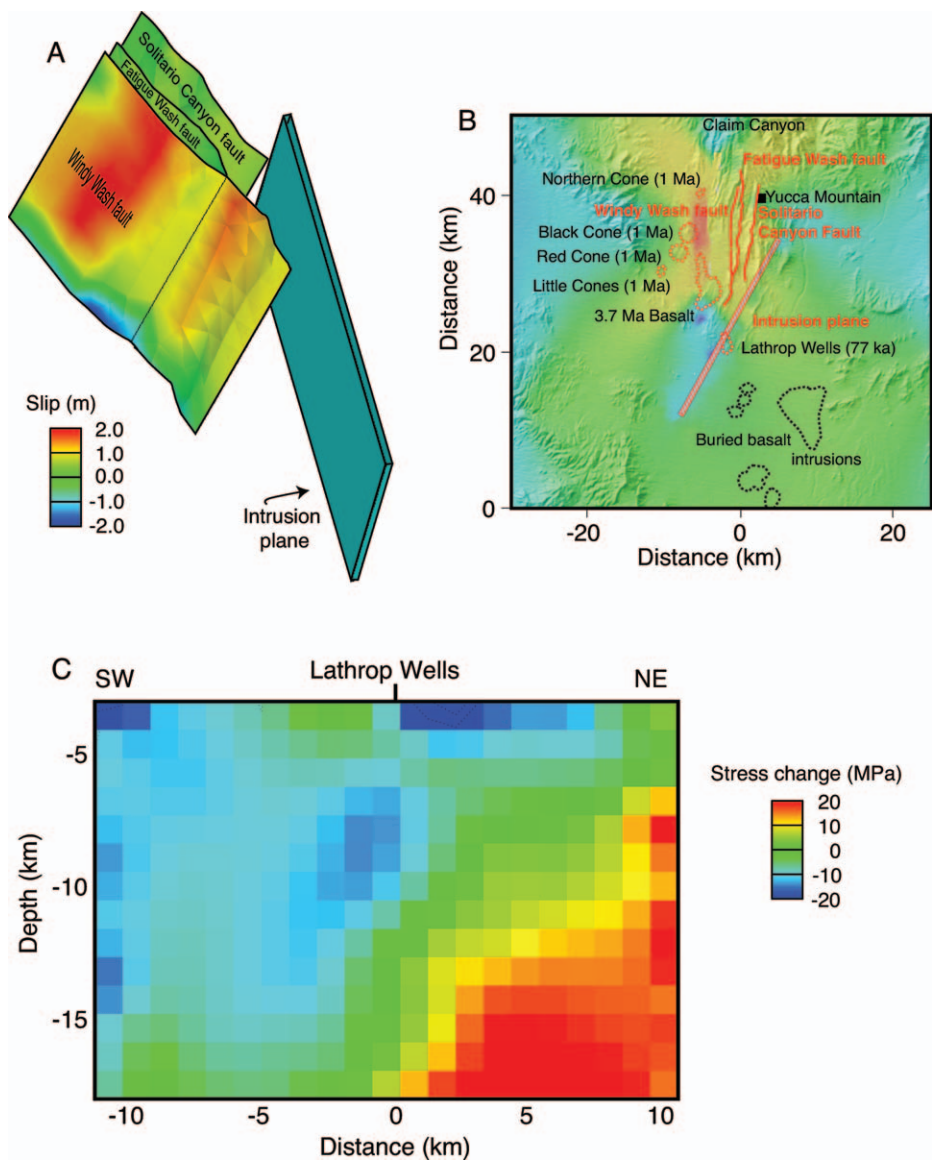 A
Solitario Canyon fault
Fatigue Wash fault
Windy Wash fault
Slip (m)
2.0
1.0
0.0
-1.0
-2.0
Intrusion
plane
B
Claim Canyon
Fatigue Wash fault
Northern Cone (1 Ma)
Yucca Mountain
Windy Wash fault
Solitario
Canyon Fault
Black Cone (1 Ma)
Red Cone (1 Ma)
Little Cones (1 Ma)
3.7 Ma Basalt
Intrusion plane
Lathrop Wells (77 ka)
Buried basalt
intrusions
40
20
0
Distance (km)
-20
0
20
Distance (km)
C
SW
Lathrop Wells
NE
-5
-10
-15
Depth (km)
-10
-5
0
5
10
Distance (km)
Stress change (MPa)
20
10
0
-10
-20